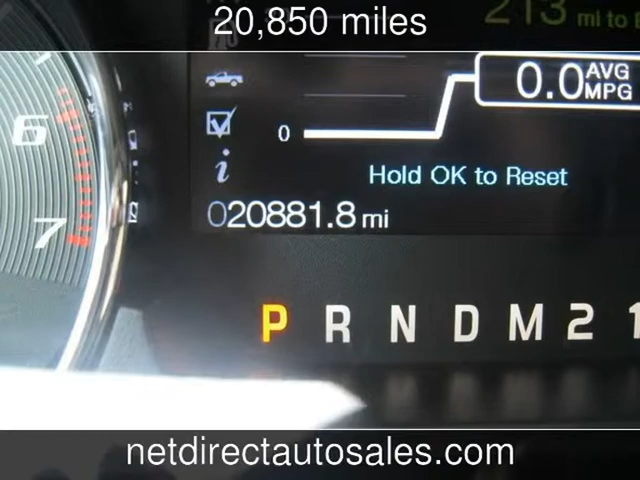 20,850 miles
213 mi to
6
0.0 AVG MPG
0
i
Hold OK to Reset
7
020881.8 mi
P R N D M 2 1
netdirectautosales.com